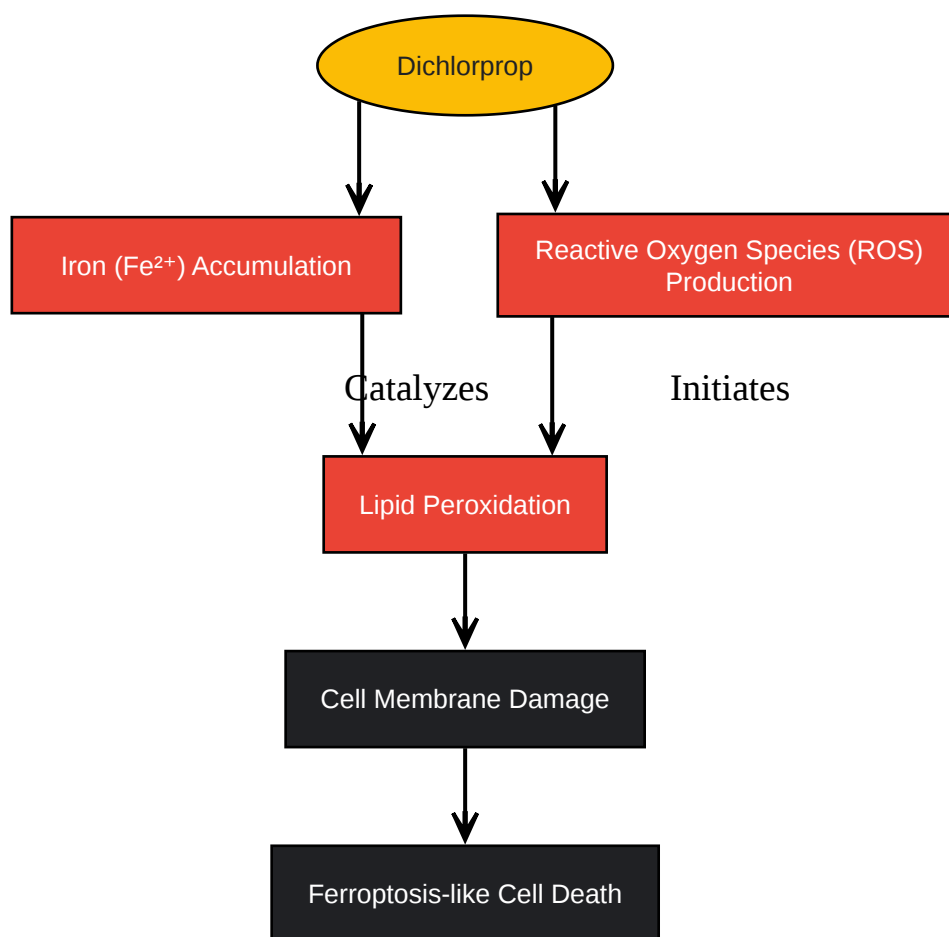 Dichlorprop
Iron (Fe²⁺) Accumulation
Reactive Oxygen Species (ROS)
Production
Catalyzes
Initiates
Lipid Peroxidation
Cell Membrane Damage
Ferroptosis-like Cell Death